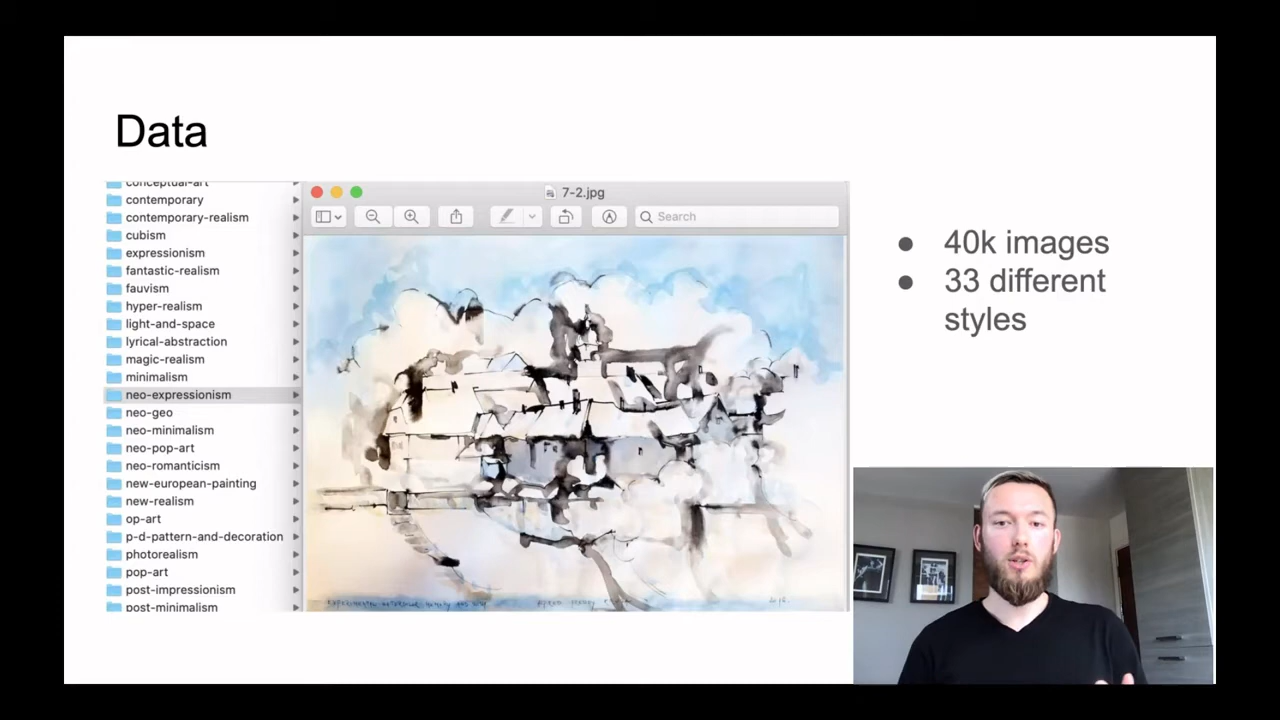 Data
conceptual-art
contemporary
contemporary-realism
cubism
expressionism
fantastic-realism
fauvism
hyper-realism
light-and-space
lyrical-abstraction
magic-realism
minimalism
neo-expressionism
neo-geo
neo-minimalism
neo-pop-art
neo-romanticism
new-european-painting
new-realism
op-art
p-d-pattern-and-decoration
photorealism
pop-art
post-impressionism
post-minimalism
7-2.jpg
Search
● 40k images
● 33 different
styles